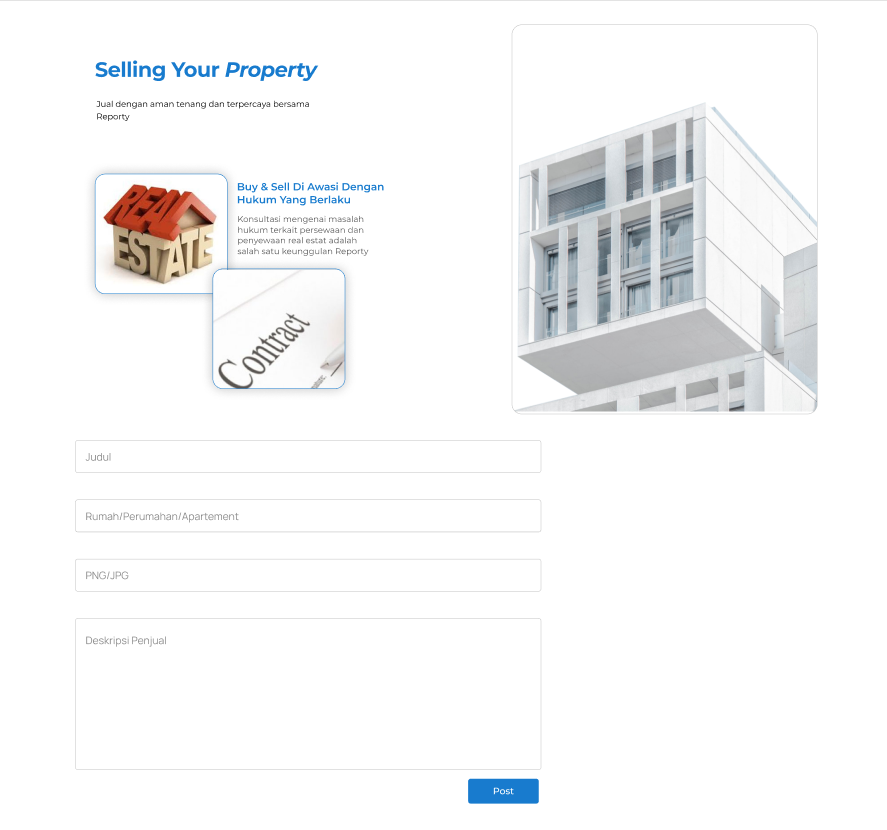 Selling Your Property
Jual dengan aman tenang dan terpercaya bersama
Reporty
REAL
ESTATE
Buy & Sell Di Awasi Dengan
Hukum Yang Berlaku
Konsultasi mengenai masalah
hukum terkait persewaan dan
penyewaan real estat adalah
salah satu keunggulan Reporty
Contract
Judul
Rumah/Perumahan/Apartement
PNG/JPG
Deskripsi Penjual
Post